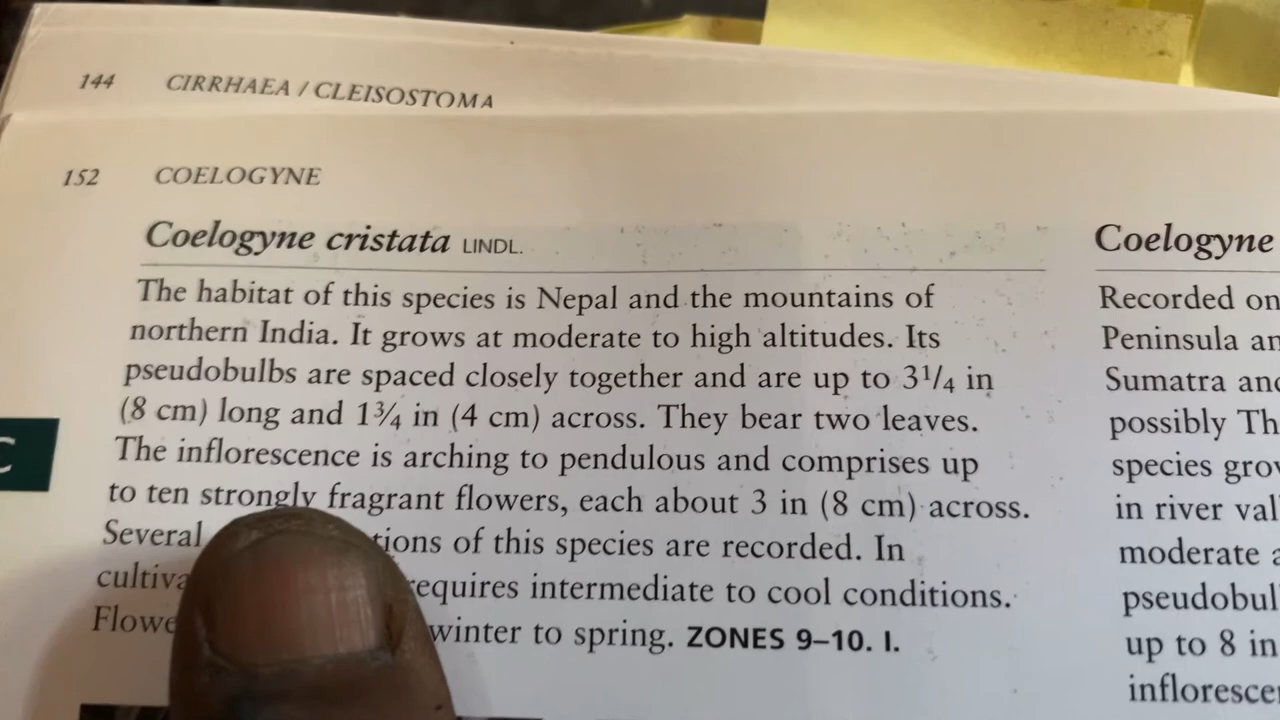 144 CIRRHAEA / CLEISOSTOMA
152 COELOGYNE
Coelogyne cristata LINDL.
The habitat of this species is Nepal and the mountains of
northern India. It grows at moderate to high altitudes. Its
pseudobulbs are spaced closely together and are up to 3¼ in
(8 cm) long and 1¾ in (4 cm) across. They bear two leaves.
The inflorescence is arching to pendulous and comprises up
to ten strongly fragrant flowers, each about 3 in (8 cm) across.
Several tions of this species are recorded. In
cultiva equires intermediate to cool conditions.
Flowe winter to spring. ZONES 9–10. I.
Coelogyne
Recorded on
Peninsula an
Sumatra and
possibly Th
species grow
in river val
moderate a
pseudobul
up to 8 in
infloresce
C